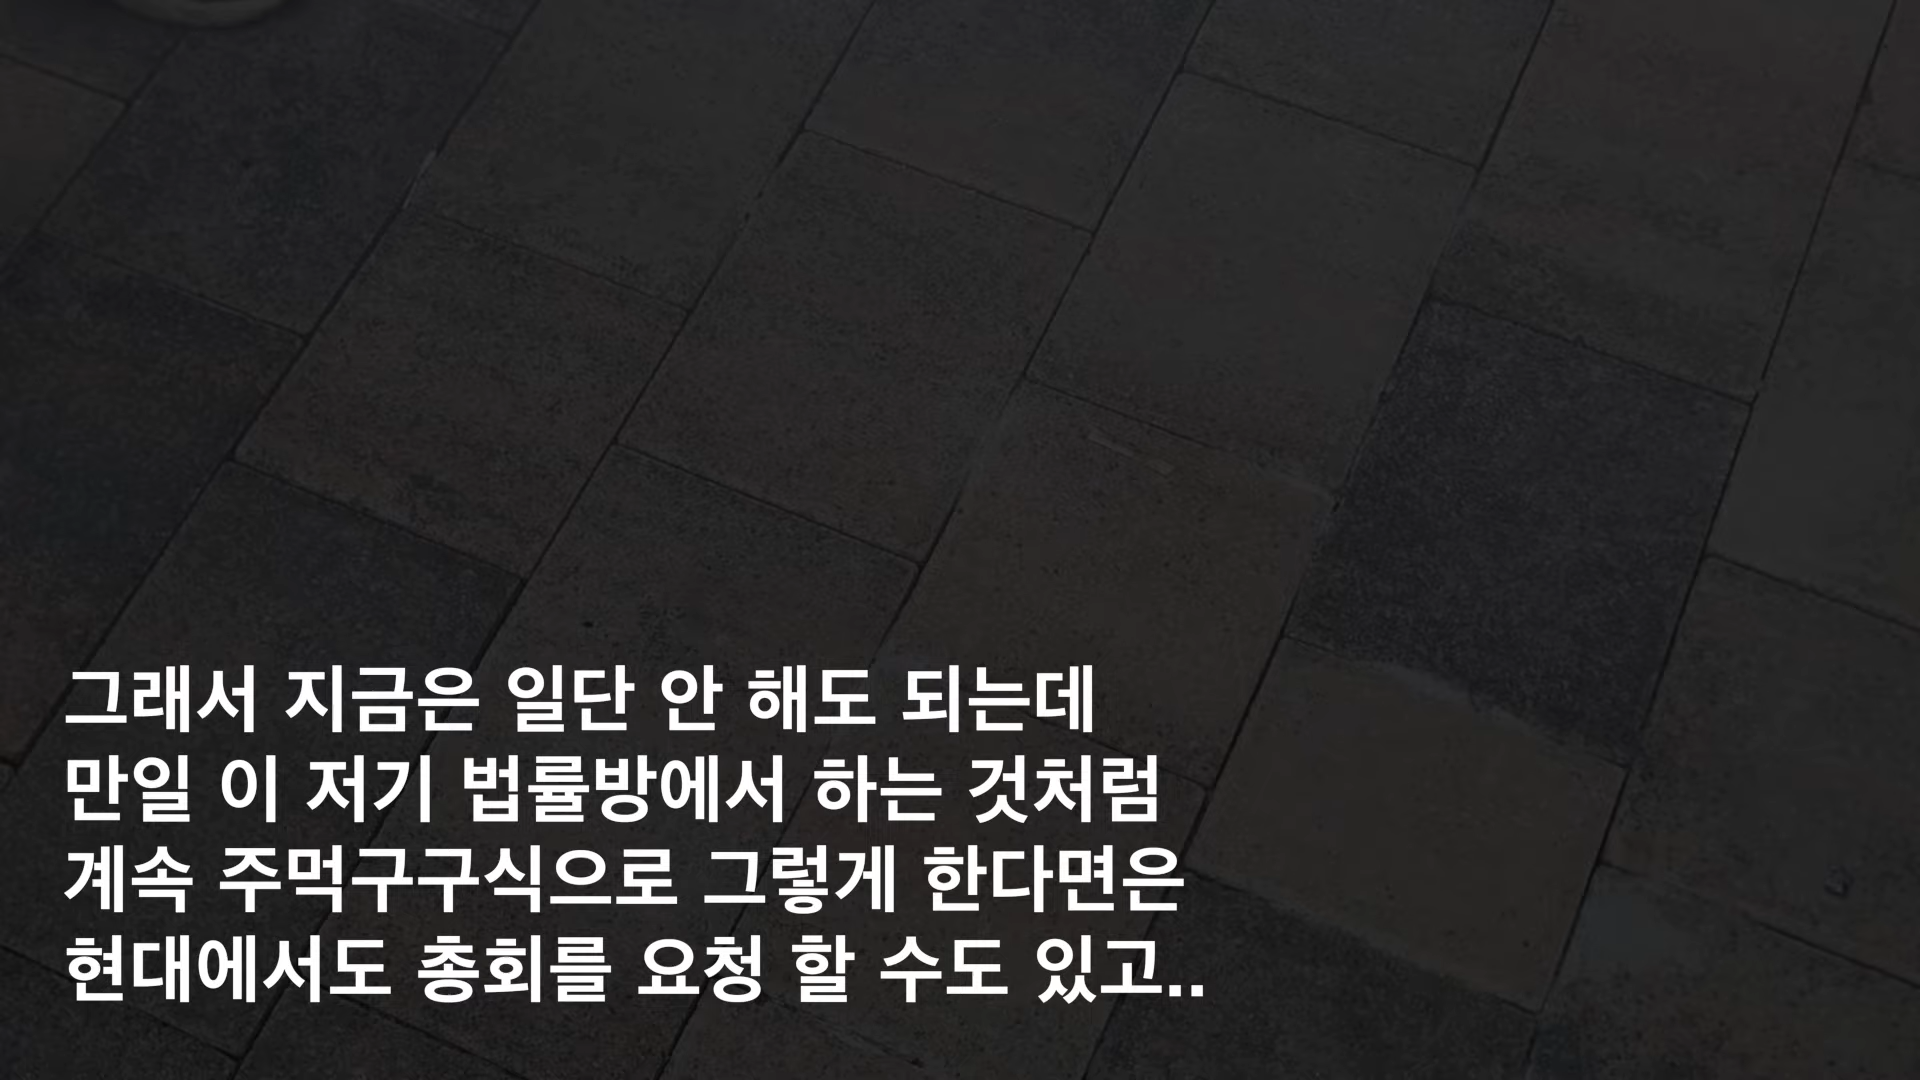 그래서 지금은 일단 안 해도 되는데
만일 이 저기 법률방에서 하는 것처럼
계속 주먹구구식으로 그렇게 한다면은
현대에서도 총회를 요청 할 수도 있고..